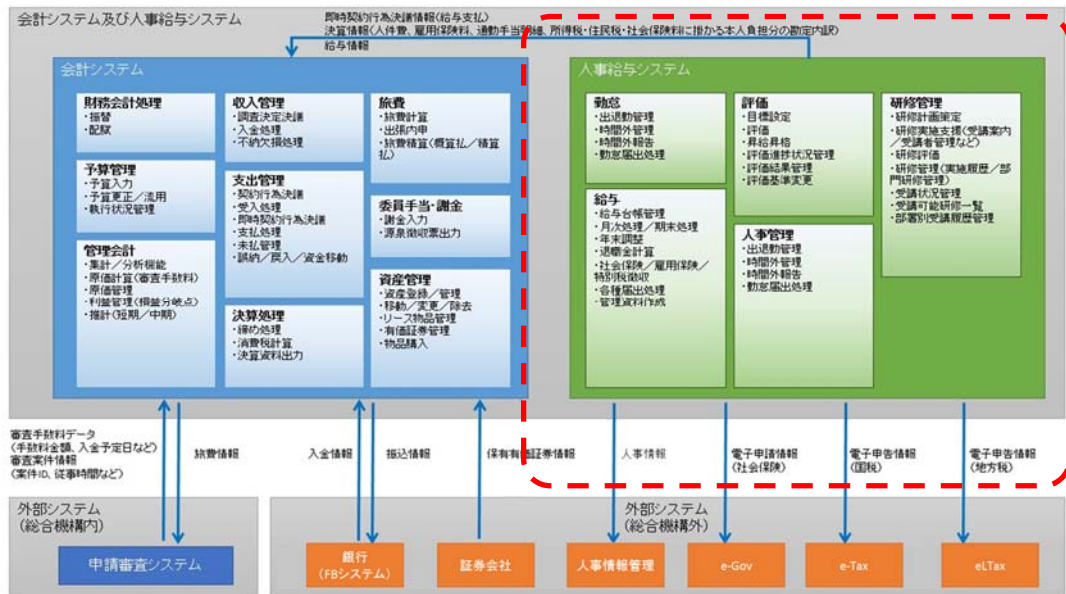 会計システム及び人事給与システム
即時契約行為決議情報(給与支払)
決算情報(人件費、雇用保険料、通勤手当明細、所得税・住民税・社会保険料に掛かる本人負担分の勘定内訳)
給与情報
会計システム
財務会計処理
・振替
・配賦
予算管理
・予算入力
・予算更正/流用
・執行状況管理
管理会計
・集計/分析機能
・原価計算(審査手数料)
・原価管理
・利益管理(損益分岐点)
・推計(短期/中期)
収入管理
・調査決定決議
・入金処理
・不納欠損処理
支出管理
・契約行為決議
・受入処理
・即時契約行為決議
・支払処理
・未払管理
・誤納/戻入/資金移動
決算処理
・締め処理
・消費税計算
・決算資料出力
旅費
・旅費計算
・出張内申
・旅費積算(概算払/精算
払)
委員手当・謝金
・謝金入力
・源泉徴収票出力
資産管理
・資産登録/管理
・移動/変更/除去
・リース物品管理
・有価証券管理
・物品購入
人事給与システム
勤怠
・出退勤管理
・時間外管理
・時間外報告
・勤怠届出処理
給与
・給与台帳管理
・月次処理/期末処理
・年末調整
・退職金計算
・社会保険/雇用保険/
特別税徴収
・各種届出処理
・管理資料作成
評価
・目標設定
・評価
・昇給昇格
・評価進捗状況管理
・評価結果管理
・評価基準変更
人事管理
・出退勤管理
・時間外管理
・時間外報告
・勤怠届出処理
研修管理
・研修計画策定
・研修実施支援(受講案内
/受講者管理など)
・研修評価
・研修管理(実施履歴/部
門研修管理)
・受講状況管理
・受講可能研修一覧
・部署別受講履歴管理
審査手数料データ
(手数料金額、入金予定日など)
審査案件情報
(案件ID、従事時間など)
旅費情報
入金情報
振込情報
保有有価証券情報
人事情報
電子申請情報
(社会保険)
電子申告情報
(国税)
電子申告情報
(地方税)
外部システム
(総合機構内)
申請審査システム
外部システム
(総合機構外)
銀行
(FBシステム)
証券会社
人事情報管理
e-Gov
e-Tax
eLTax